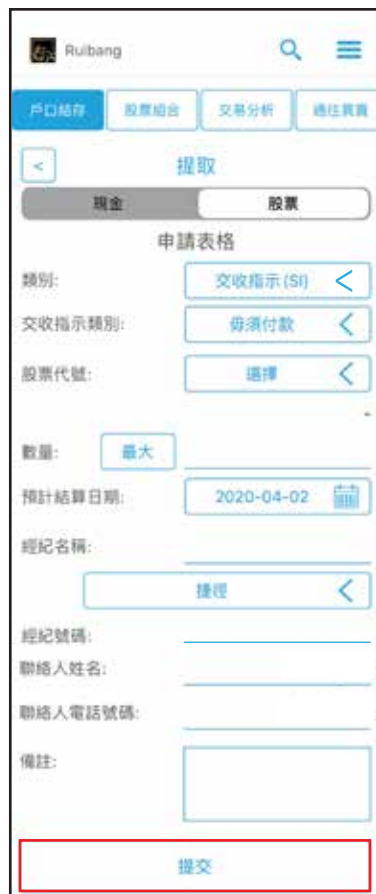 Ruibang
戶口結存 股票組合 交易分析 過往買賣
< 提取
現金 股票
申請表格
類別: 交收指示 (SI) <
交收指示類別: 毋須付款 <
股票代號: 選擇 <
-
數量: 最大
預計結算日期: 2020-04-02
經紀名稱:
捷徑 <
經紀號碼:
聯絡人姓名:
聯絡人電話號碼:
備註:
提交